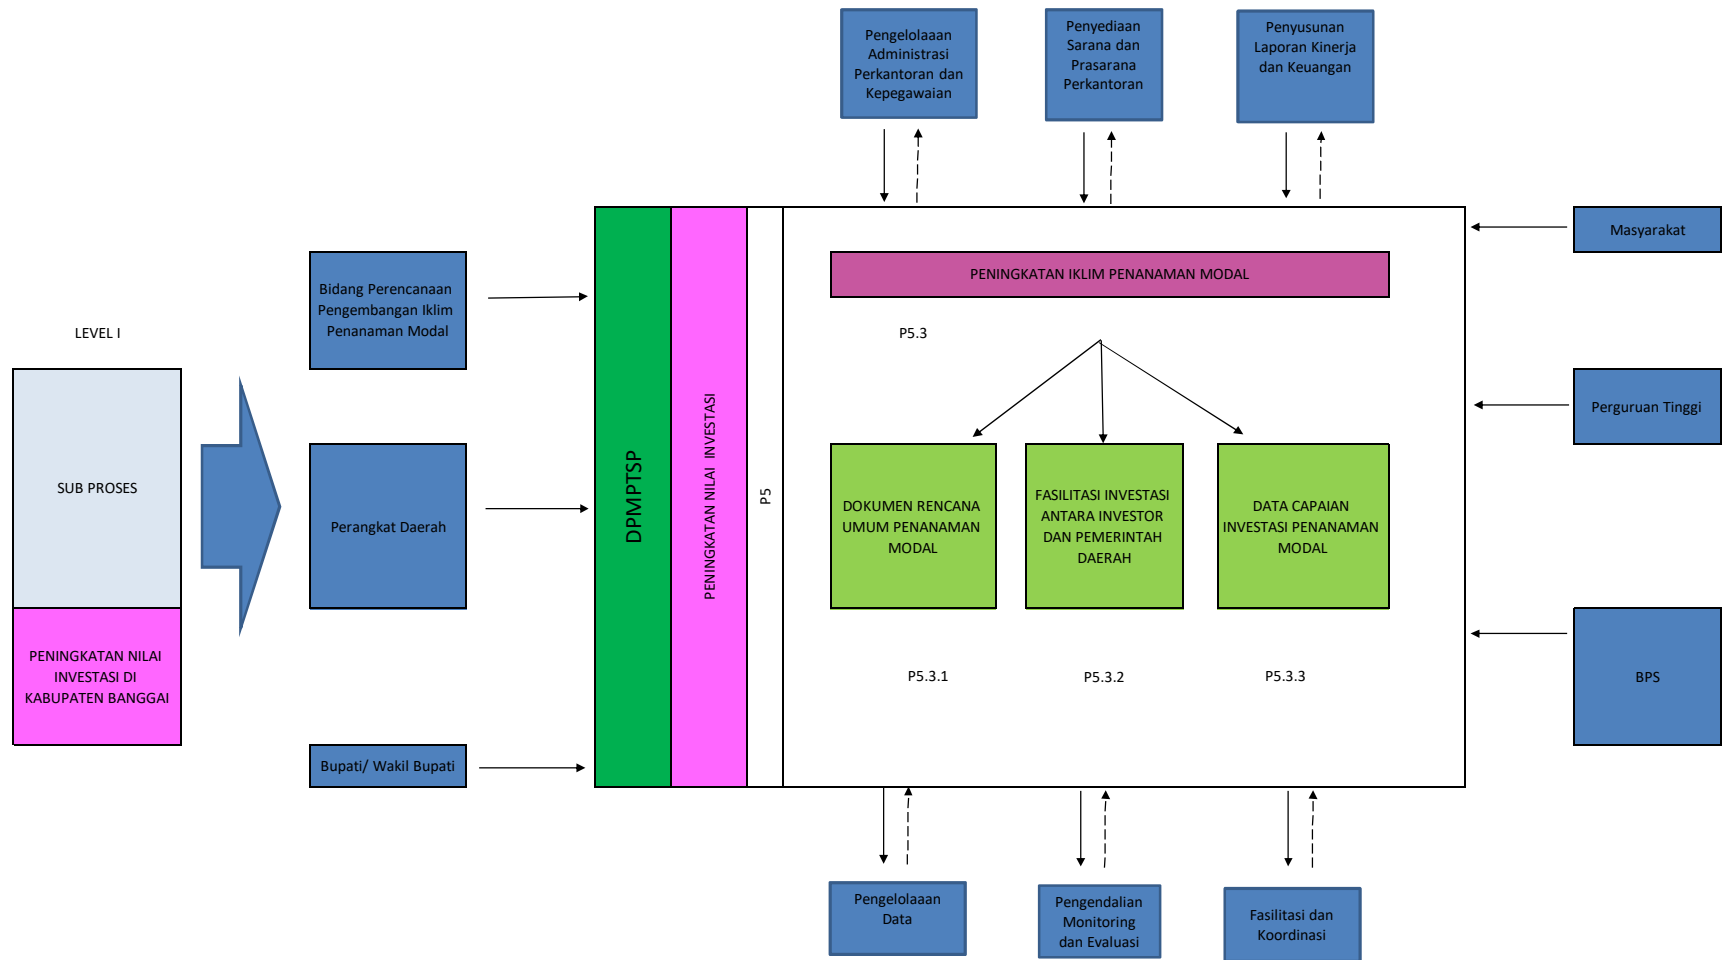 Pengelolaaan
Administrasi
Perkantoran dan
Kepegawaian
Penyediaan
Sarana dan
Prasarana
Perkantoran
Penyusunan
Laporan Kinerja
dan Keuangan
LEVEL I
SUB PROSES
PENINGKATAN NILAI
INVESTASI DI
KABUPATEN BANGGAI
Bidang Perencanaan
Pengembangan Iklim
Penanaman Modal
Perangkat Daerah
Bupati/ Wakil Bupati
DPMPTSP
PENINGKATAN NILAI INVESTASI
P5
PENINGKATAN IKLIM PENANAMAN MODAL
P5.3
DOKUMEN RENCANA
UMUM PENANAMAN
MODAL
FASILITASI INVESTASI
ANTARA INVESTOR
DAN PEMERINTAH
DAERAH
DATA CAPAIAN
INVESTASI PENANAMAN
MODAL
P5.3.1
P5.3.2
P5.3.3
Masyarakat
Perguruan Tinggi
BPS
Pengelolaaan
Data
Pengendalian
Monitoring
dan Evaluasi
Fasilitasi dan
Koordinasi